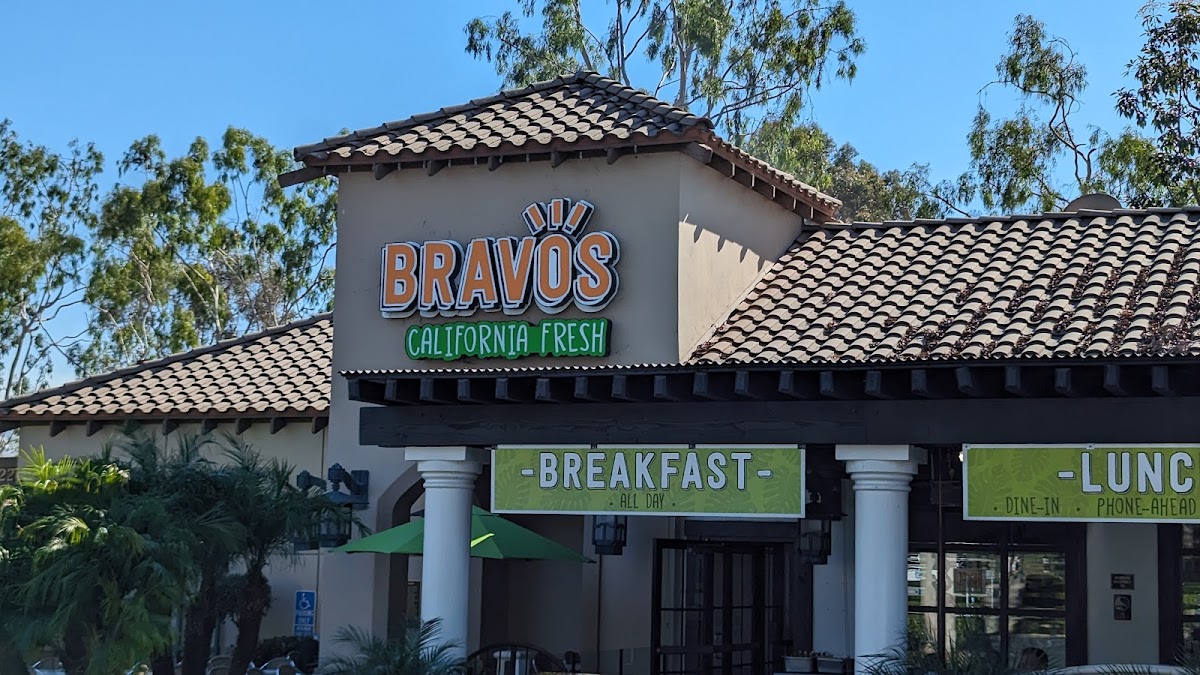 BRAVOS
CALIFORNIA FRESH
-BREAKFAST-
· ALL DAY ·
-LUNC
· DINE-IN · PHONE-AHEAD